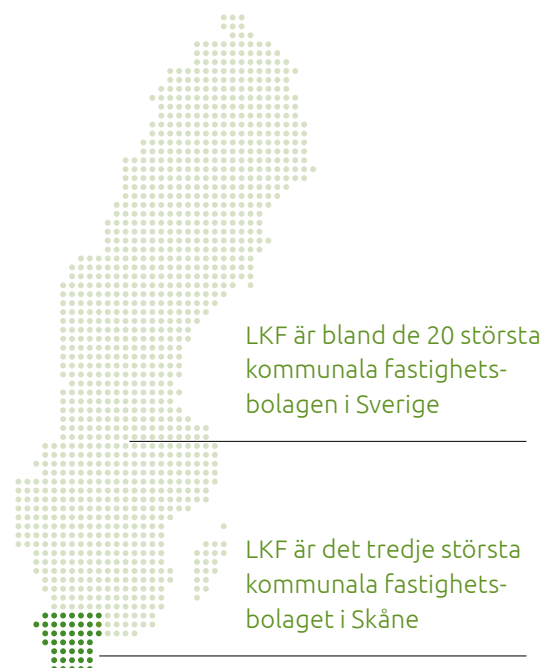 LKF är bland de 20 största
kommunala fastighets-
bolagen i Sverige
LKF är det tredje största
kommunala fastighets-
bolaget i Skåne